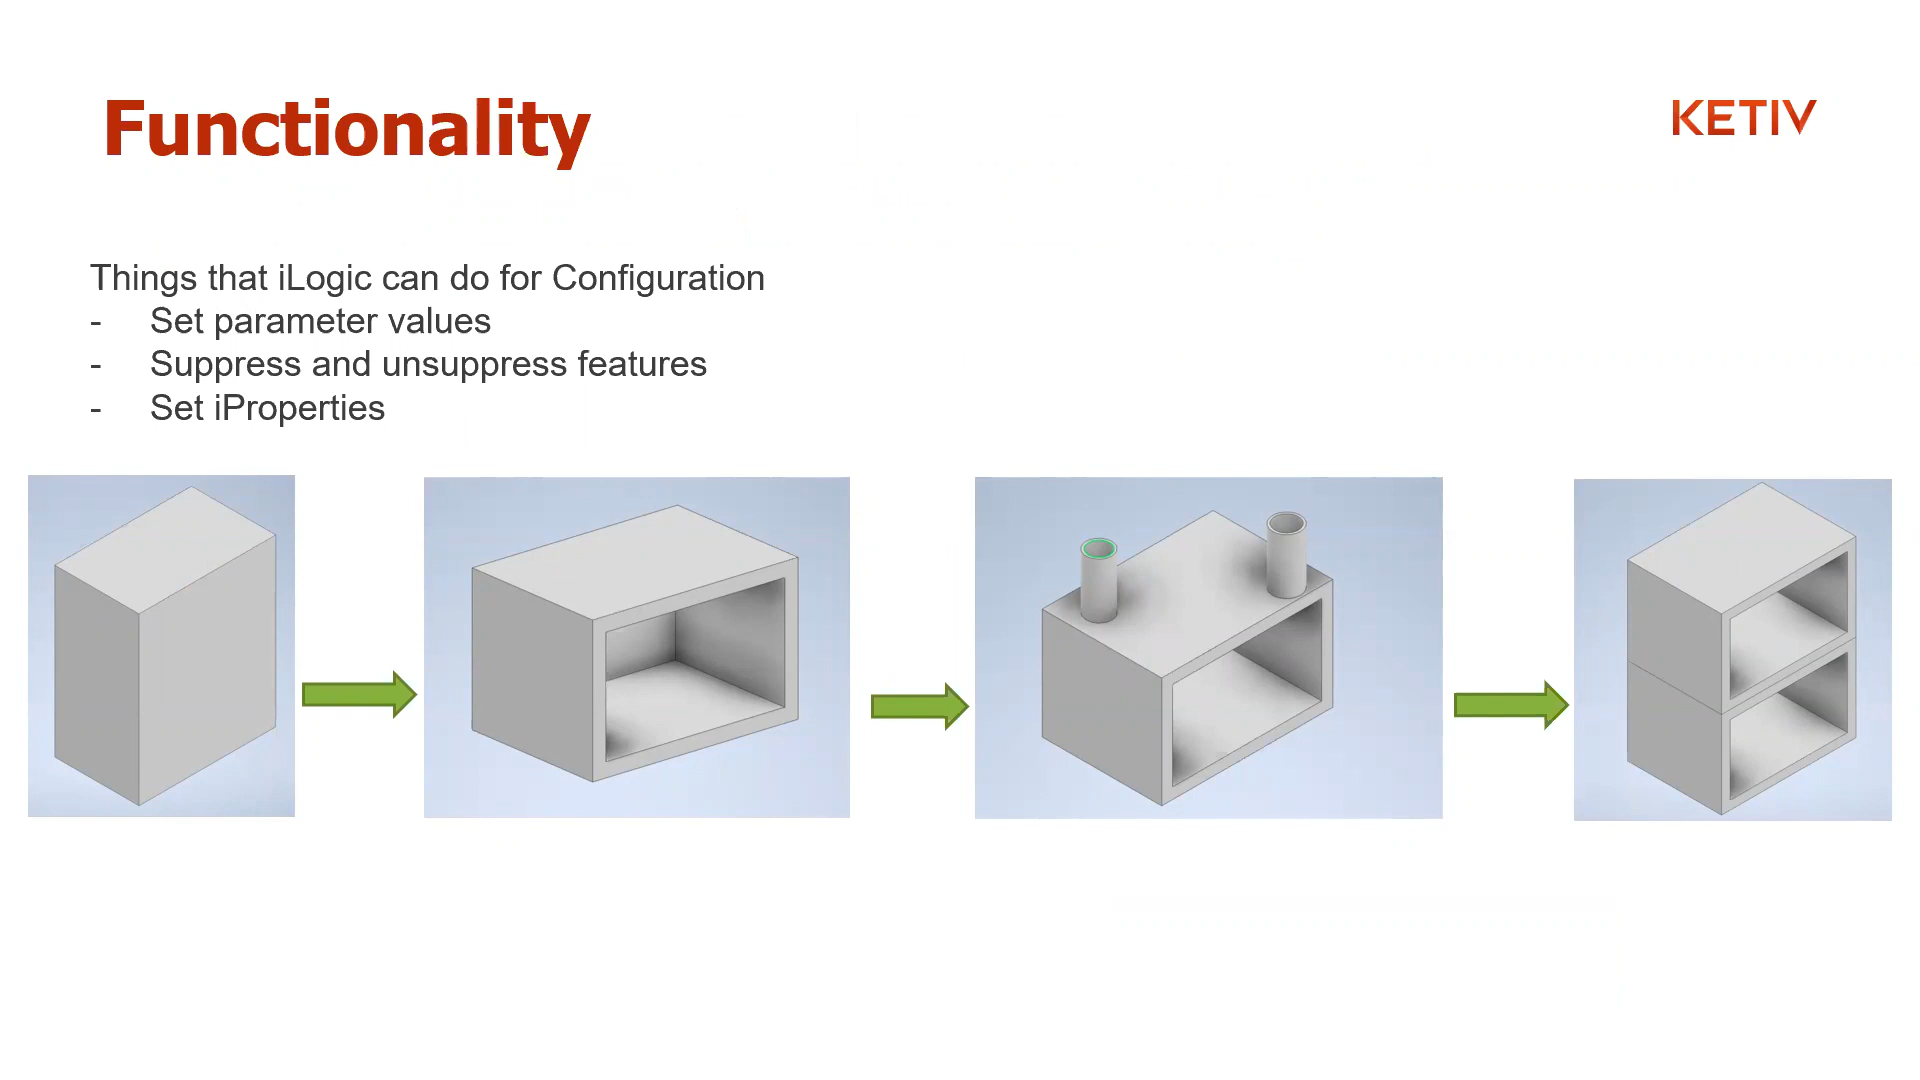 Functionality
KETIV
Things that iLogic can do for Configuration
- Set parameter values
- Suppress and unsuppress features
- Set iProperties